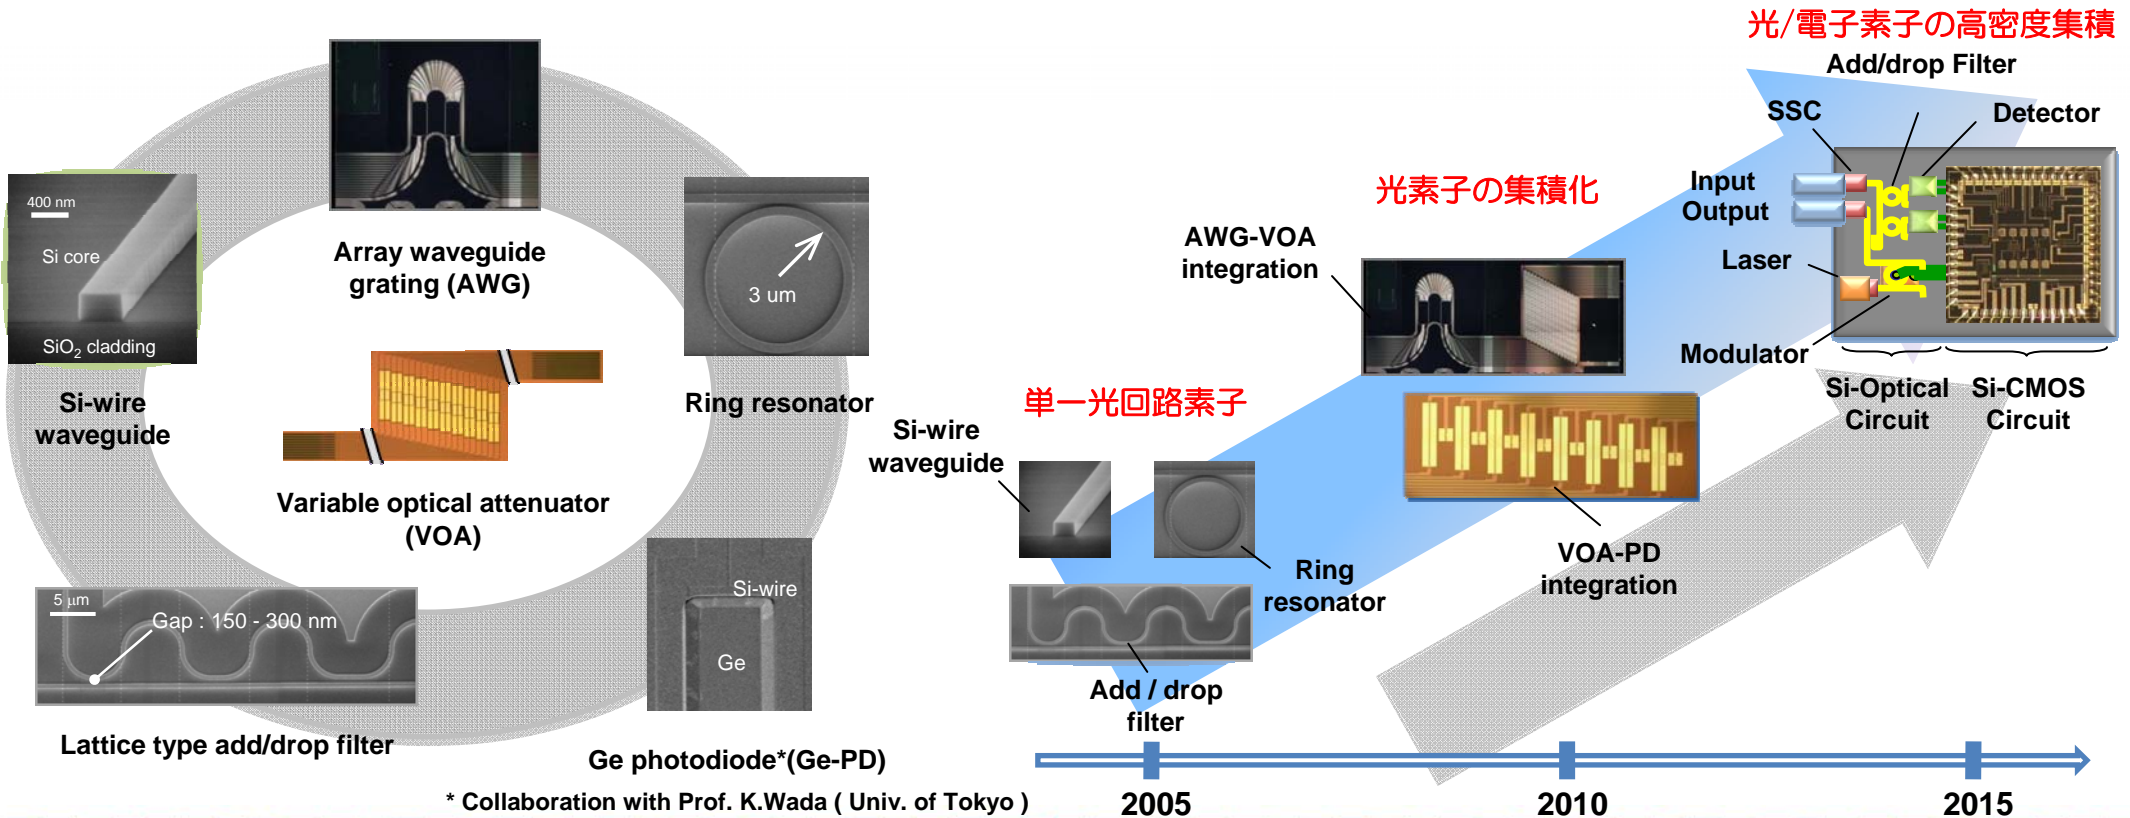 Array waveguide
grating (AWG)
400 nm
Si core
SiO₂ cladding
Si-wire
waveguide
3 um
Ring resonator
Variable optical attenuator
(VOA)
5 μm
Gap : 150 - 300 nm
Lattice type add/drop filter
Si-wire
Ge
Ge photodiode*(Ge-PD)
* Collaboration with Prof. K.Wada ( Univ. of Tokyo )
単一光回路素子
Si-wire
waveguide
Ring
resonator
Add / drop
filter
光素子の集積化
AWG-VOA
integration
VOA-PD
integration
光/電子素子の高密度集積
Add/drop Filter
SSC
Detector
Input
Output
Laser
Modulator
Si-Optical
Circuit
Si-CMOS
Circuit
2005
2010
2015